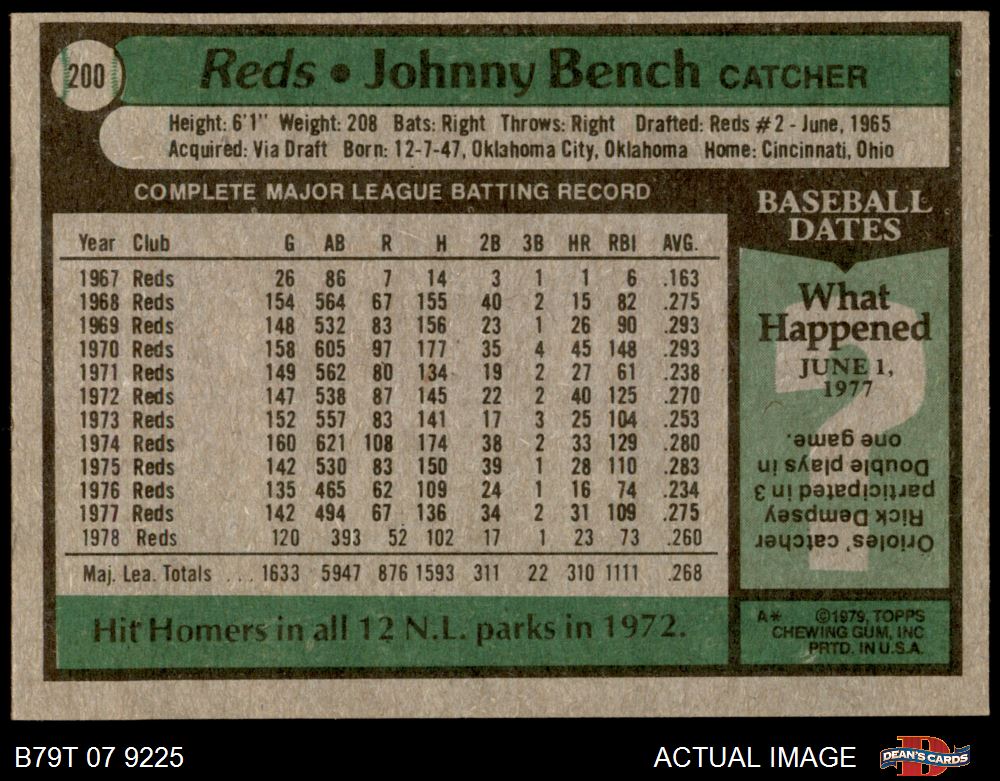 200
Reds • Johnny Bench CATCHER
Height: 6'1" Weight: 208 Bats: Right Throws: Right Drafted: Reds #2 - June, 1965
Acquired: Via Draft Born: 12-7-47, Oklahoma City, Oklahoma Home: Cincinnati, Ohio
COMPLETE MAJOR LEAGUE BATTING RECORD
Year Club G AB R H 2B 3B HR RBI AVG.
1967 Reds 26 86 7 14 3 1 1 6 .163
1968 Reds 154 564 67 155 40 2 15 82 .275
1969 Reds 148 532 83 156 23 1 26 90 .293
1970 Reds 158 605 97 177 35 4 45 148 .293
1971 Reds 149 562 80 134 19 2 27 61 .238
1972 Reds 147 538 87 145 22 2 40 125 .270
1973 Reds 152 557 83 141 17 3 25 104 .253
1974 Reds 160 621 108 174 38 2 33 129 .280
1975 Reds 142 530 83 150 39 1 28 110 .283
1976 Reds 135 465 62 109 24 1 16 74 .234
1977 Reds 142 494 67 136 34 2 31 109 .275
1978 Reds 120 393 52 102 17 1 23 73 .260
Maj. Lea. Totals ... 1633 5947 876 1593 311 22 310 1111 .268
Hit Homers in all 12 N.L. parks in 1972.
BASEBALL
DATES
What
Happened
JUNE 1,
1977
Orioles' catcher
Rick Dempsey
participated in 3
Double plays in
one game.
A* ©1979, TOPPS
CHEWING GUM, INC
PRTD. IN U.S.A.
B79T 07 9225
ACTUAL IMAGE
D
DEAN'S CARDS